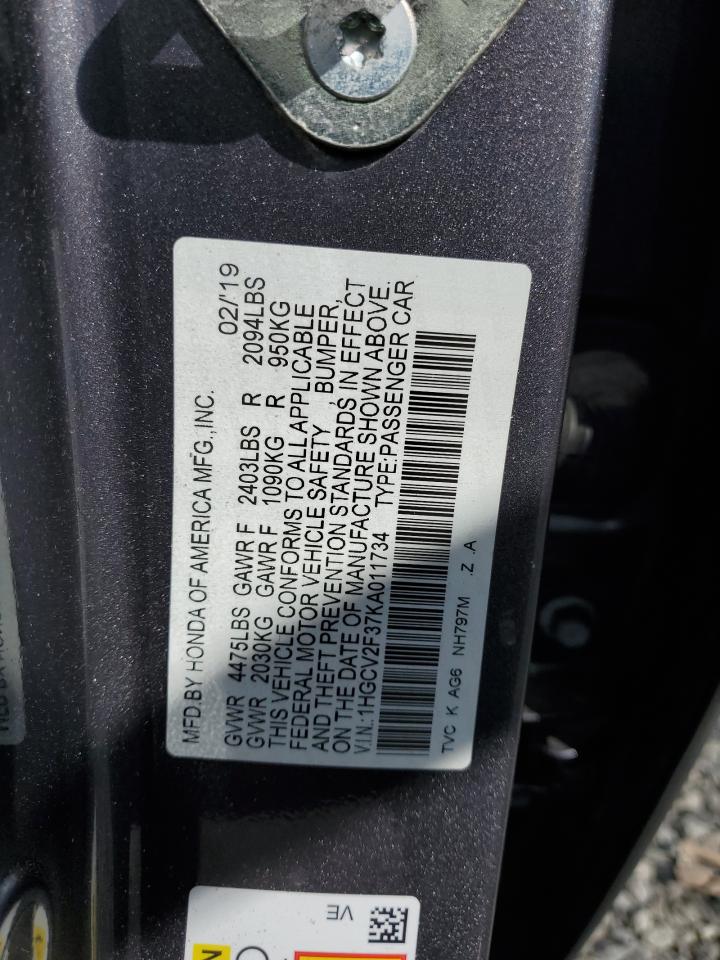 MFD.BY HONDA OF AMERICA MFG.,INC. 02/'19
GVWR 4475LBS GAWR F 2403LBS R 2094LBS
GVWR 2030KG GAWR F 1090KG R 950KG
THIS VEHICLE CONFORMS TO ALL APPLICABLE
FEDERAL MOTOR VEHICLE SAFETY, BUMPER,
AND THEFT PREVENTION STANDARDS IN EFFECT
ON THE DATE OF MANUFACTURE SHOWN ABOVE.
V.I.N.:1HGCV2F37KA011734 TYPE:PASSENGER CAR
TVC K AG6 NH797M .Z .A
VE